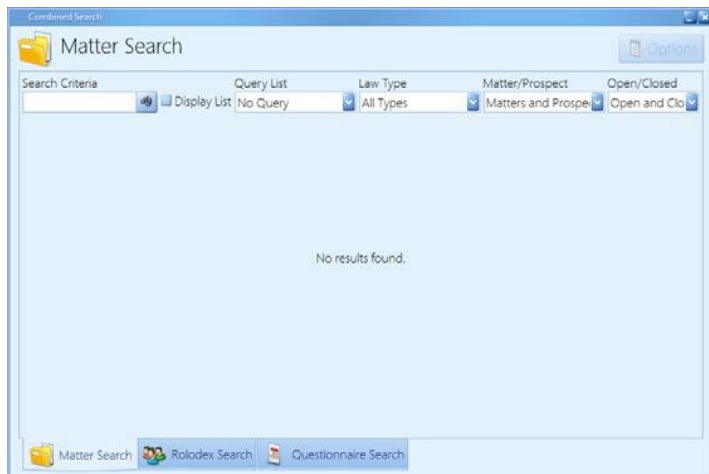 Combined Search
Matter Search
Options
Search Criteria Query List Law Type Matter/Prospect Open/Closed
Display List No Query All Types Matters and Prospe Open and Clo
No results found.
Matter Search Rolodex Search Questionnaire Search